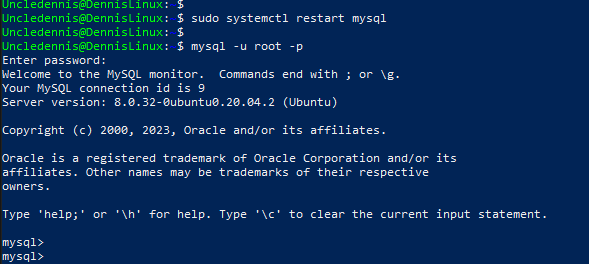 Uncledennis@DennisLinux: $
Uncledennis@DennisLinux: $ sudo systemctl restart mysql
Uncledennis@DennisLinux: $
Uncledennis@DennisLinux: $ mysql -u root -p
Enter password:
Welcome to the MySQL monitor.  Commands end with ; or \g.
Your MySQL connection id is 9
Server version: 8.0.32-0ubuntu0.20.04.2 (Ubuntu)
Copyright (c) 2000, 2023, Oracle and/or its affiliates.
Oracle is a registered trademark of Oracle Corporation and/or its
affiliates. Other names may be trademarks of their respective
owners.
Type 'help;' or '\h' for help. Type '\c' to clear the current input statement.
mysql>
mysql>